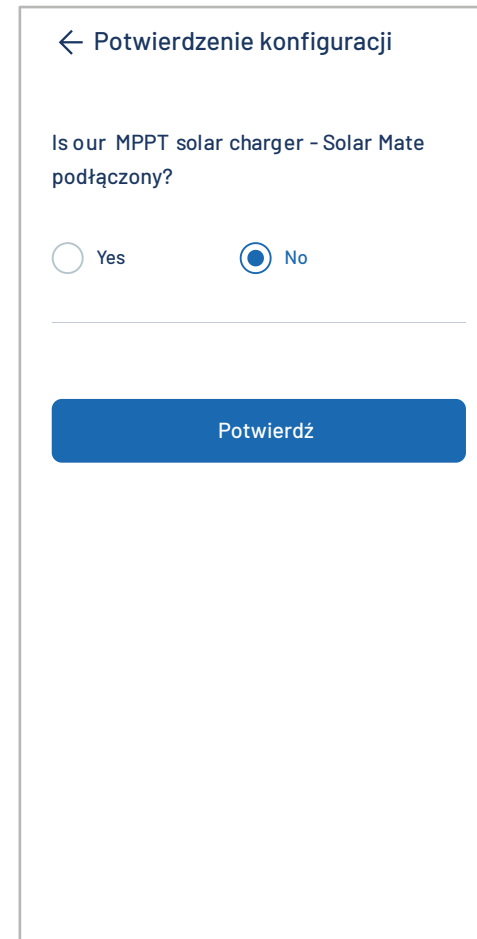 Potwierdzenie konfiguracji
Is our MPPT solar charger - Solar Mate
podłączony?
Yes No
Potwierdź